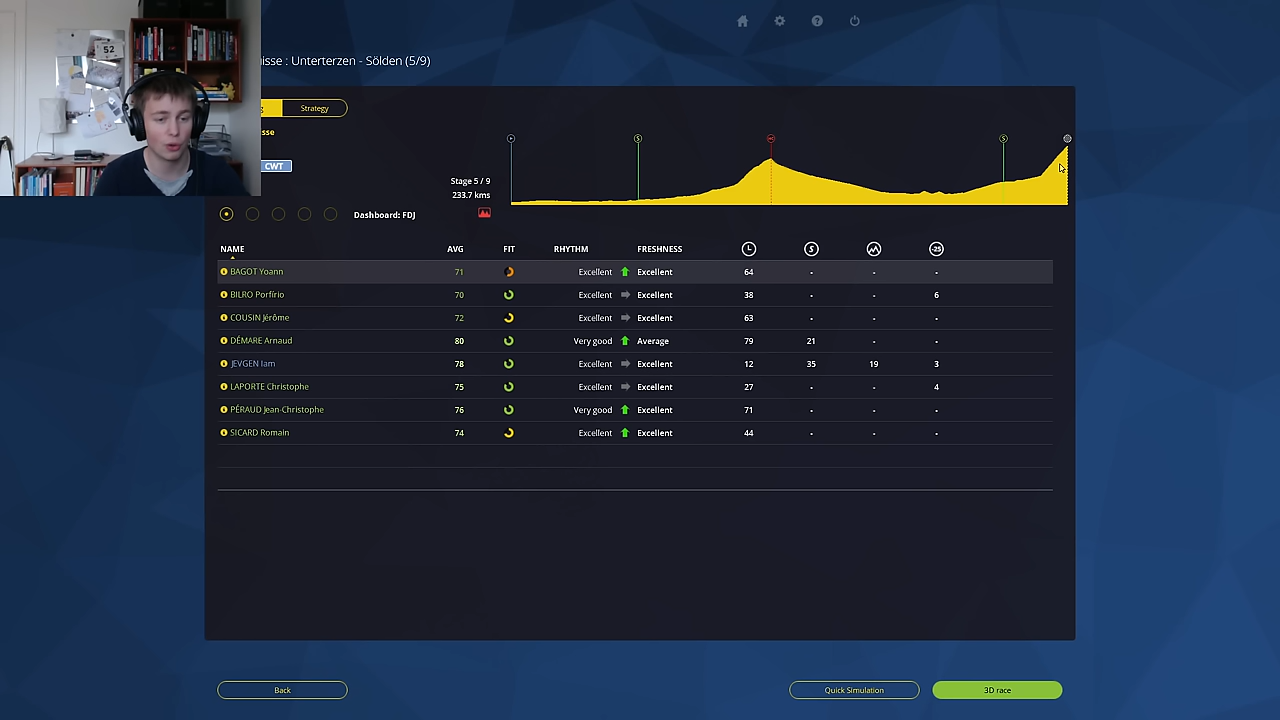 52
isse : Unterterzen - Sölden (5/9)
Strategy
sse
CWT
Stage 5 / 9
233.7 kms
Dashboard: FDJ
S
HC
S
NAME AVG FIT RHYTHM FRESHNESS S -25
BAGOT Yoann 71 Excellent Excellent 64 - - -
BILRO Porfírio 70 Excellent Excellent 38 - - 6
COUSIN Jérôme 72 Excellent Excellent 63 - - -
DÉMARE Arnaud 80 Very good Average 79 21 - -
JEVGEN Iam 78 Excellent Excellent 12 35 19 3
LAPORTE Christophe 75 Excellent Excellent 27 - - 4
PÉRAUD Jean-Christophe 76 Very good Excellent 71 - - -
SICARD Romain 74 Excellent Excellent 44 - - -
Back
Quick Simulation
3D race